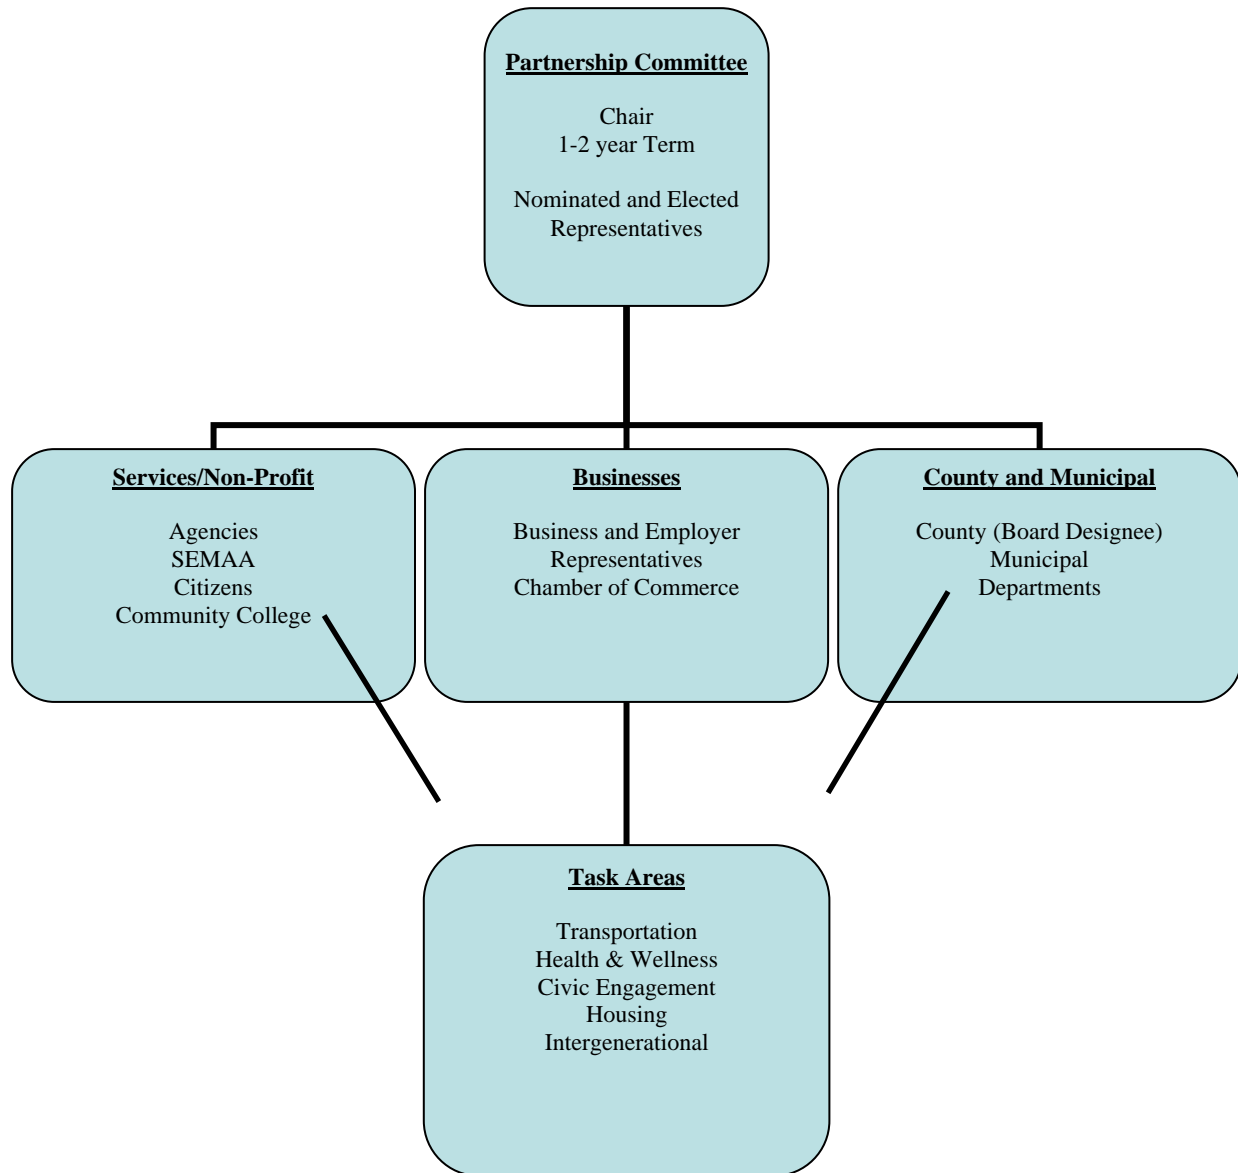 Partnership Committee
Chair
1-2 year Term
Nominated and Elected
Representatives
Services/Non-Profit
Agencies
SEMAA
Citizens
Community College
Businesses
Business and Employer
Representatives
Chamber of Commerce
County and Municipal
County (Board Designee)
Municipal
Departments
Task Areas
Transportation
Health & Wellness
Civic Engagement
Housing
Intergenerational